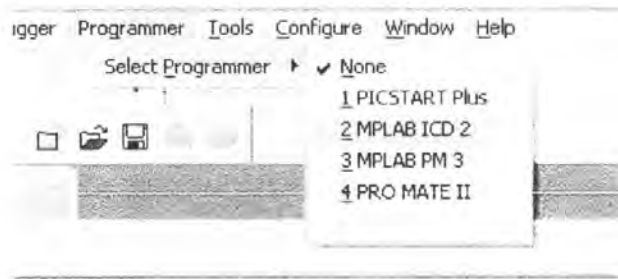 igger Programmer Tools Configure Window Help
Select Programmer ✔ None
1 PICSTART Plus
2 MPLAB ICD 2
3 MPLAB PM 3
4 PRO MATE II